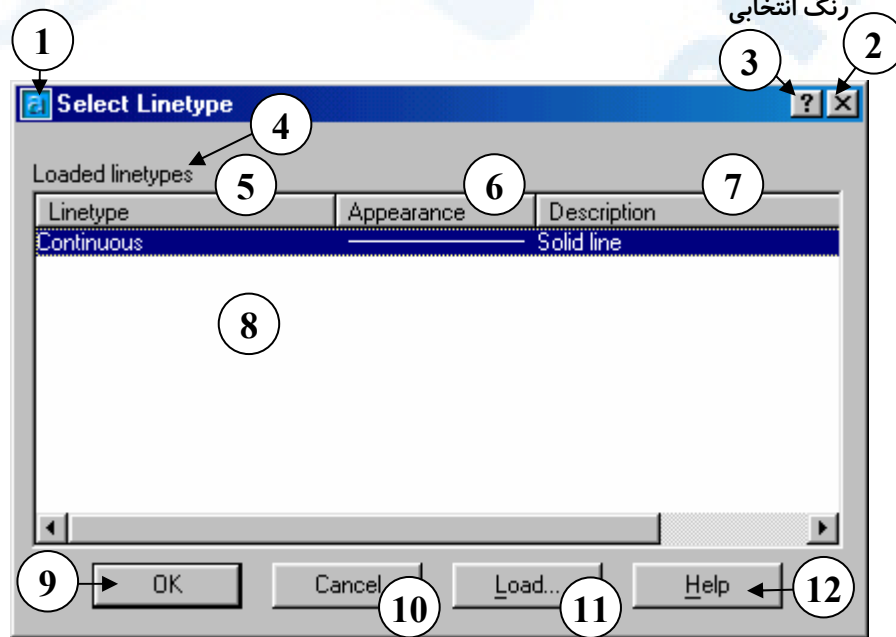 رنگ انتخابی
1
2
3
Select Linetype
4
Loaded linetypes
5
6
7
Linetype Appearance Description
Continuous Solid line
8
OK Cancel Load... Help
9
10
11
12